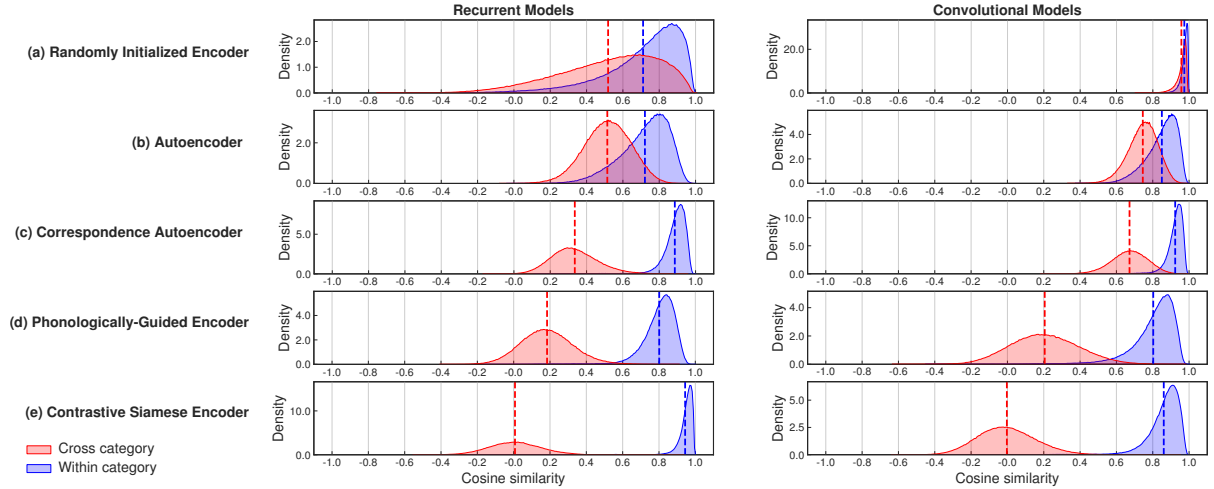 Recurrent Models
Convolutional Models
(a) Randomly Initialized Encoder
Density
2.0
1.0
0.0
-1.0 -0.8 -0.6 -0.4 -0.2 -0.0 0.2 0.4 0.6 0.8 1.0
Density
20.0
0.0
-1.0 -0.8 -0.6 -0.4 -0.2 -0.0 0.2 0.4 0.6 0.8 1.0
(b) Autoencoder
Density
2.0
0.0
-1.0 -0.8 -0.6 -0.4 -0.2 -0.0 0.2 0.4 0.6 0.8 1.0
Density
4.0
2.0
0.0
-1.0 -0.8 -0.6 -0.4 -0.2 -0.0 0.2 0.4 0.6 0.8 1.0
(c) Correspondence Autoencoder
Density
5.0
0.0
-1.0 -0.8 -0.6 -0.4 -0.2 -0.0 0.2 0.4 0.6 0.8 1.0
Density
10.0
5.0
0.0
-1.0 -0.8 -0.6 -0.4 -0.2 -0.0 0.2 0.4 0.6 0.8 1.0
(d) Phonologically-Guided Encoder
Density
4.0
2.0
0.0
-1.0 -0.8 -0.6 -0.4 -0.2 -0.0 0.2 0.4 0.6 0.8 1.0
Density
4.0
2.0
0.0
-1.0 -0.8 -0.6 -0.4 -0.2 -0.0 0.2 0.4 0.6 0.8 1.0
(e) Contrastive Siamese Encoder
Density
10.0
0.0
-1.0 -0.8 -0.6 -0.4 -0.2 -0.0 0.2 0.4 0.6 0.8 1.0
Cosine similarity
Density
5.0
2.5
0.0
-1.0 -0.8 -0.6 -0.4 -0.2 -0.0 0.2 0.4 0.6 0.8 1.0
Cosine similarity
Cross category
Within category